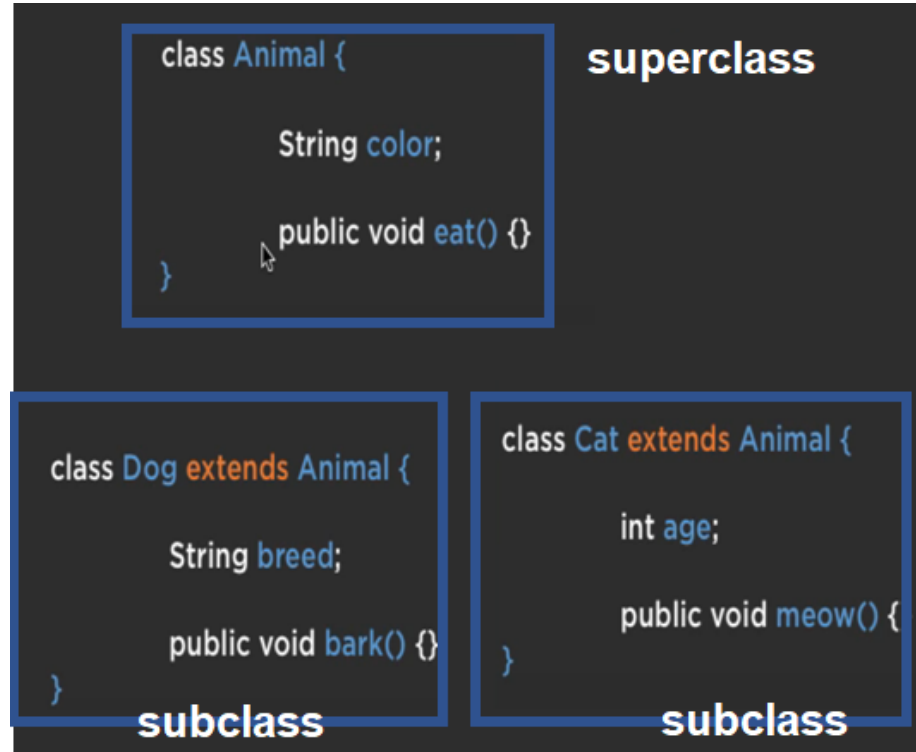 class Animal {
superclass
String color;
public void eat() {}
}
class Dog extends Animal {
String breed;
public void bark() {}
}
subclass
class Cat extends Animal {
int age;
public void meow() {
}
subclass